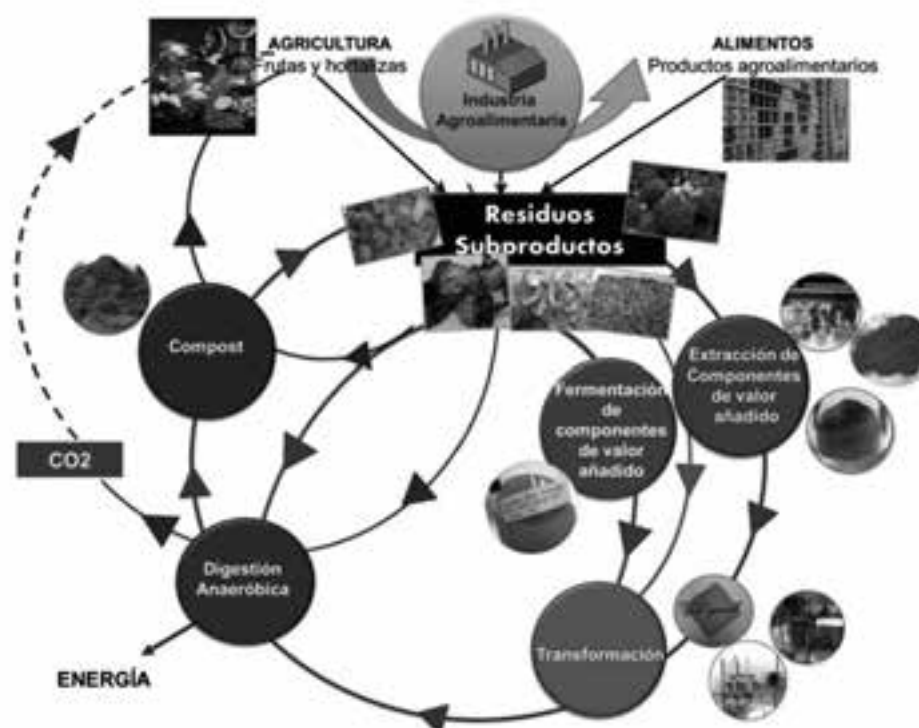 AGRICULTURA
Frutas y hortalizas
Industria
Agroalimentaria
ALIMENTOS
Productos agroalimentarios
Residuos
Subproductos
Compost
Extracción de
Componentes
de valor
añadido
Fermentación
de
componentes
de valor
añadido
CO2
Digestión
Anaeróbica
Transformación
ENERGÍA